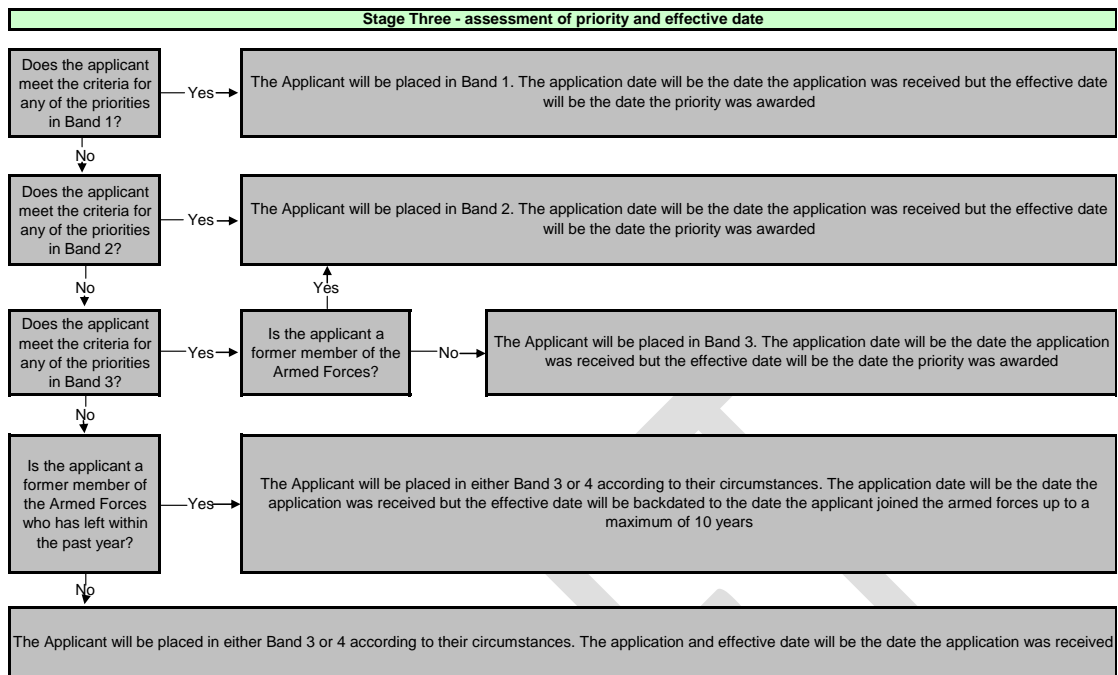 Stage Three - assessment of priority and effective date
Does the applicant
meet the criteria for
any of the priorities
in Band 1?
Yes
The Applicant will be placed in Band 1. The application date will be the date the application was received but the effective date
will be the date the priority was awarded
No
Does the applicant
meet the criteria for
any of the priorities
in Band 2?
Yes
The Applicant will be placed in Band 2. The application date will be the date the application was received but the effective date
will be the date the priority was awarded
No
Yes
Does the applicant
meet the criteria for
any of the priorities
in Band 3?
Yes
Is the applicant a
former member of the
Armed Forces?
No
The Applicant will be placed in Band 3. The application date will be the date the application
was received but the effective date will be the date the priority was awarded
No
Is the applicant a
former member of
the Armed Forces
who has left within
the past year?
Yes
The Applicant will be placed in either Band 3 or 4 according to their circumstances. The application date will be the date the
application was received but the effective date will be backdated to the date the applicant joined the armed forces up to a
maximum of 10 years
No
The Applicant will be placed in either Band 3 or 4 according to their circumstances. The application and effective date will be the date the application was received